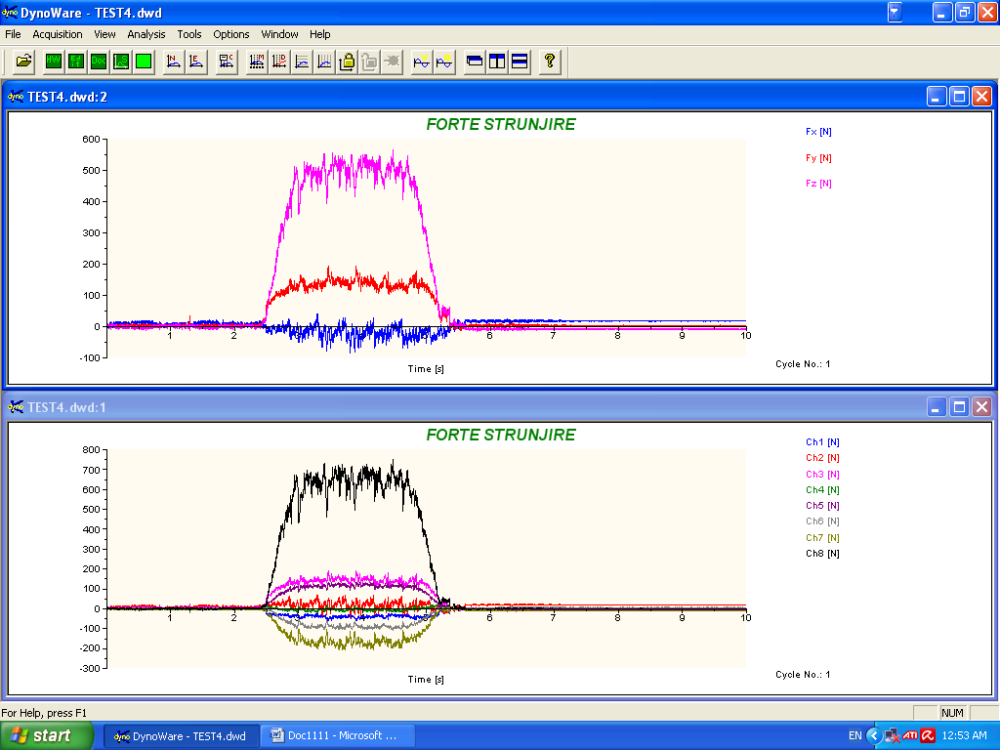 DynoWare - TEST4.dwd
File Acquisition View Analysis Tools Options Window Help
TEST4.dwd:2
FORTE STRUNJIRE
Fx [N]
Fy [N]
Fz [N]
600
500
400
300
200
100
0
-100
1 2 3 4 5 6 7 8 9 10
Time [s]
Cycle No.: 1
TEST4.dwd:1
FORTE STRUNJIRE
Ch1 [N]
Ch2 [N]
Ch3 [N]
Ch4 [N]
Ch5 [N]
Ch6 [N]
Ch7 [N]
Ch8 [N]
800
700
600
500
400
300
200
100
0
-100
-200
-300
1 2 5 6 7 8 9 10
Time [s]
Cycle No.: 1
For Help, press F1
NUM
start
DynoWare - TEST4.dwd
Doc1111 - Microsoft ...
EN
ATI
12:53 AM